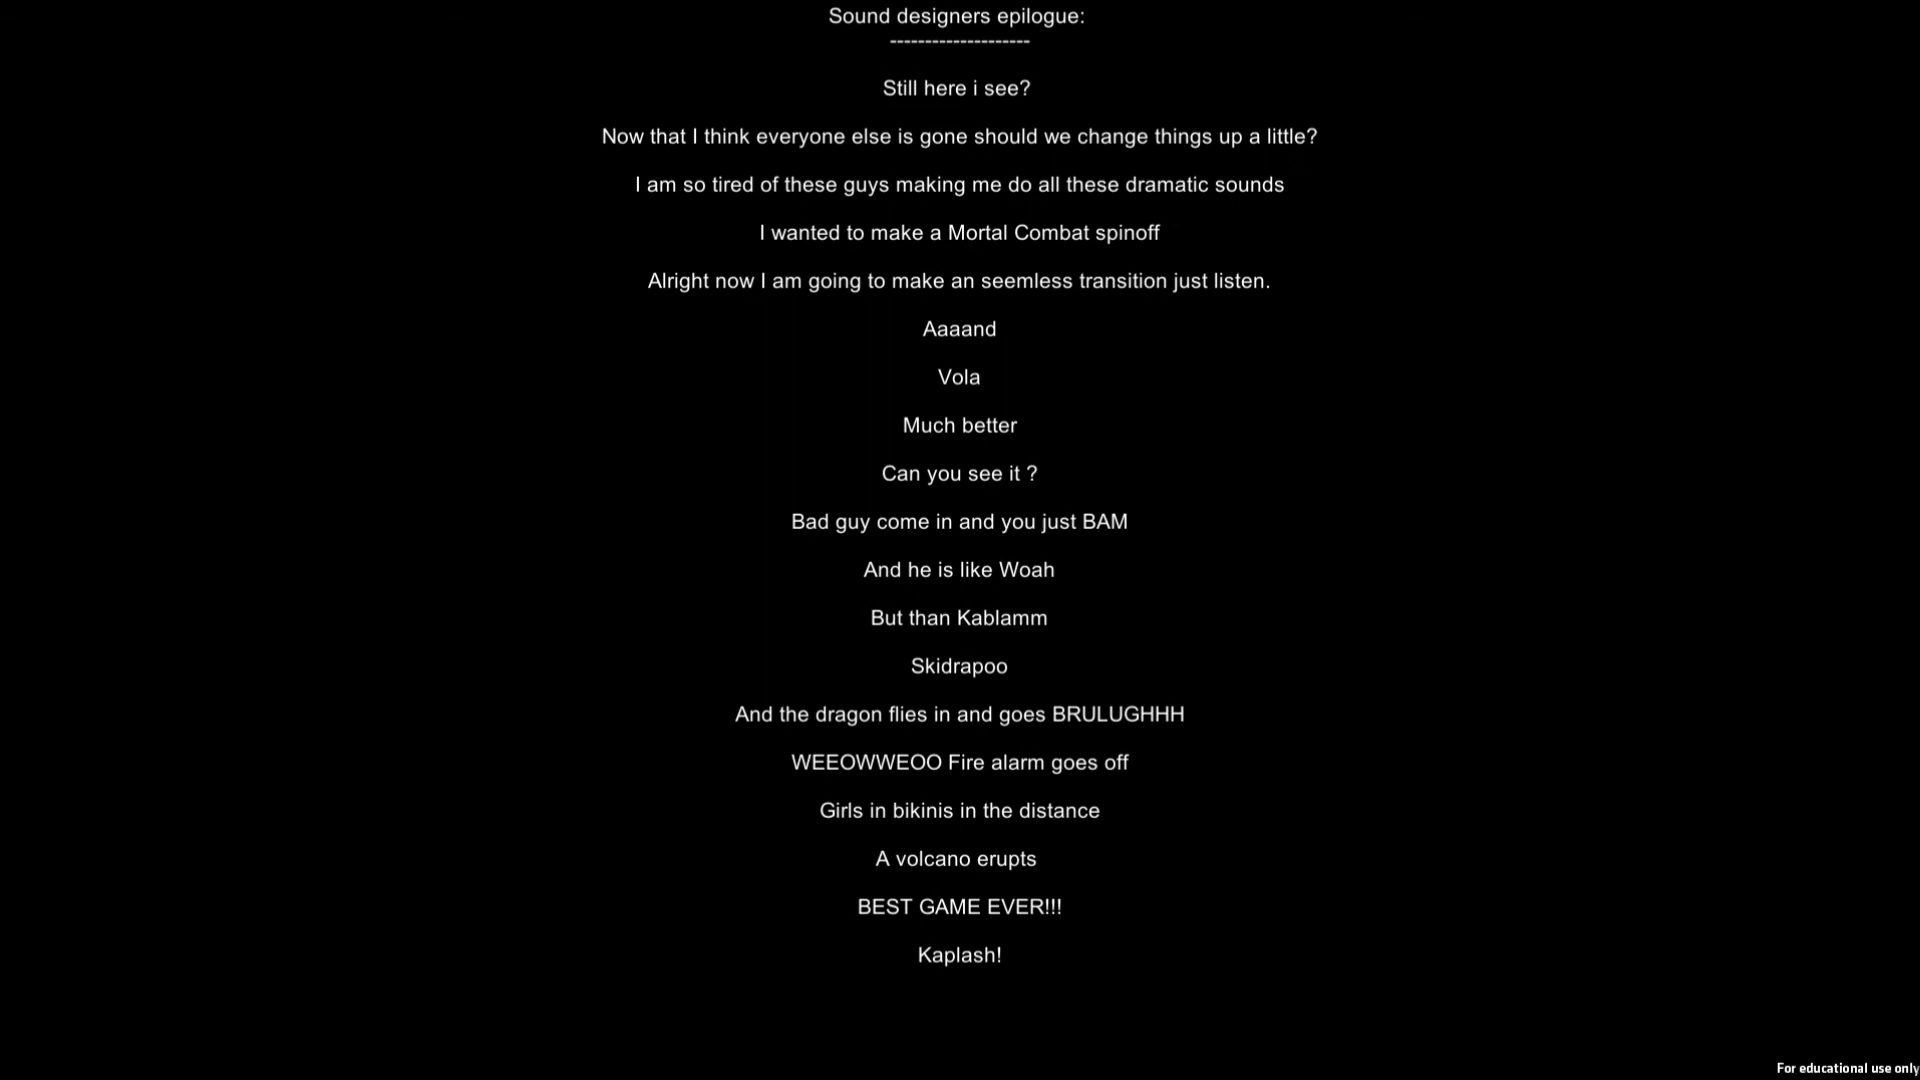 Sound designers epilogue:
--------------------
Still here i see?
Now that I think everyone else is gone should we change things up a little?
I am so tired of these guys making me do all these dramatic sounds
I wanted to make a Mortal Combat spinoff
Alright now I am going to make an seemless transition just listen.
Aaaand
Vola
Much better
Can you see it ?
Bad guy come in and you just BAM
And he is like Woah
But than Kablamm
Skidrapoo
And the dragon flies in and goes BRULUGHHH
WEEOWWEOO Fire alarm goes off
Girls in bikinis in the distance
A volcano erupts
BEST GAME EVER!!!
Kaplash!
For educational use only